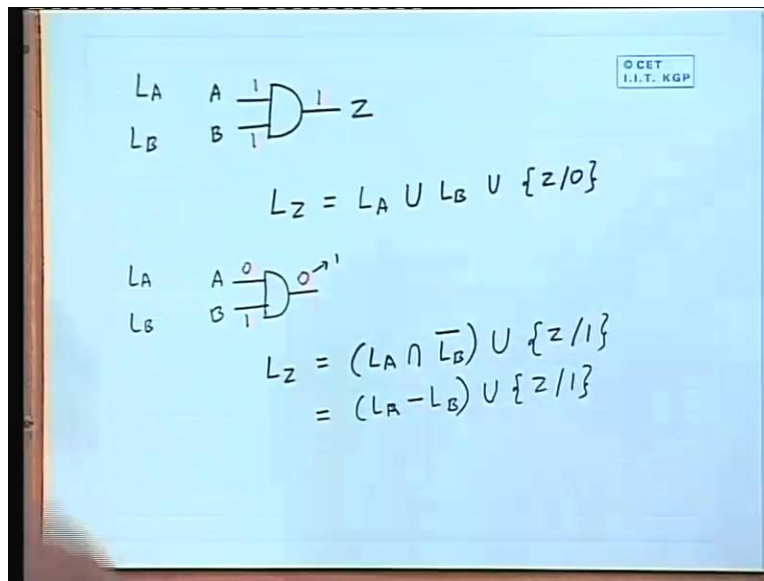 © CET
I.I.T. KGP
LA A 1 1 Z
LB B 1
LZ = LA ∪ LB ∪ {Z/0}
LA A 0 0 → 1
LB B 1
LZ = (LA ∩ L̅B̅) ∪ {Z/1}
= (LA - LB) ∪ {Z/1}